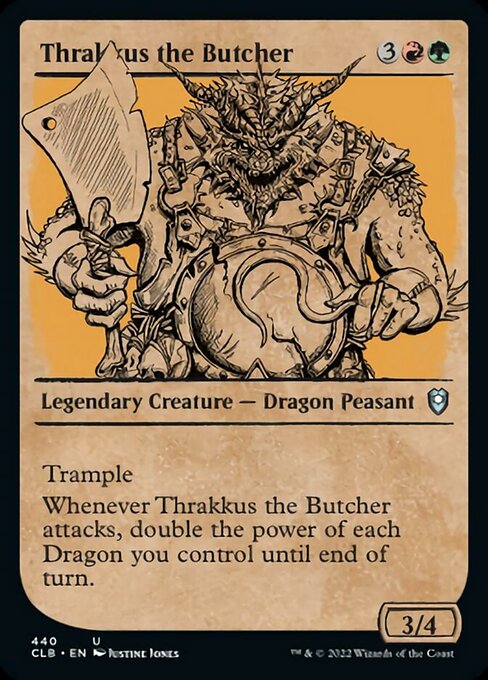 Thrakkus the Butcher 3
Legendary Creature — Dragon Peasant
Trample
Whenever Thrakkus the Butcher
attacks, double the power of each
Dragon you control until end of
turn.
3/4
440 U
CLB • EN Justine Jones
™ & © 2022 Wizards of the Coast